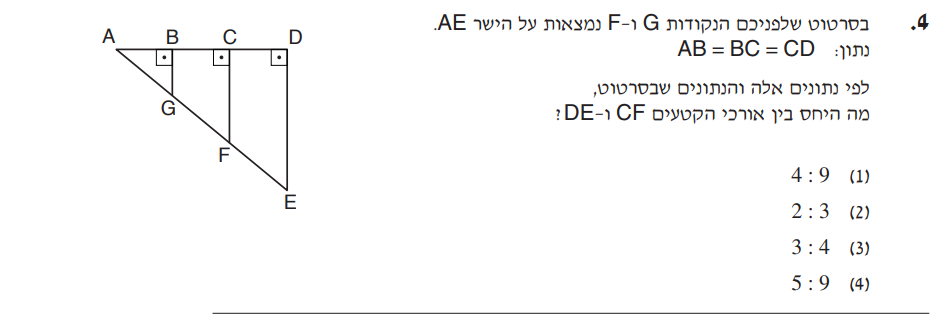 4. בסרטוט שלפניכם הנקודות G ו-F נמצאות על הישר AE.
נתון: AB = BC = CD
לפי נתונים אלה והנתונים שבסרטוט,
מה היחס בין אורכי הקטעים CF ו-DE?
(1) 4 : 9
(2) 2 : 3
(3) 3 : 4
(4) 5 : 9
A B C D
G
F
E